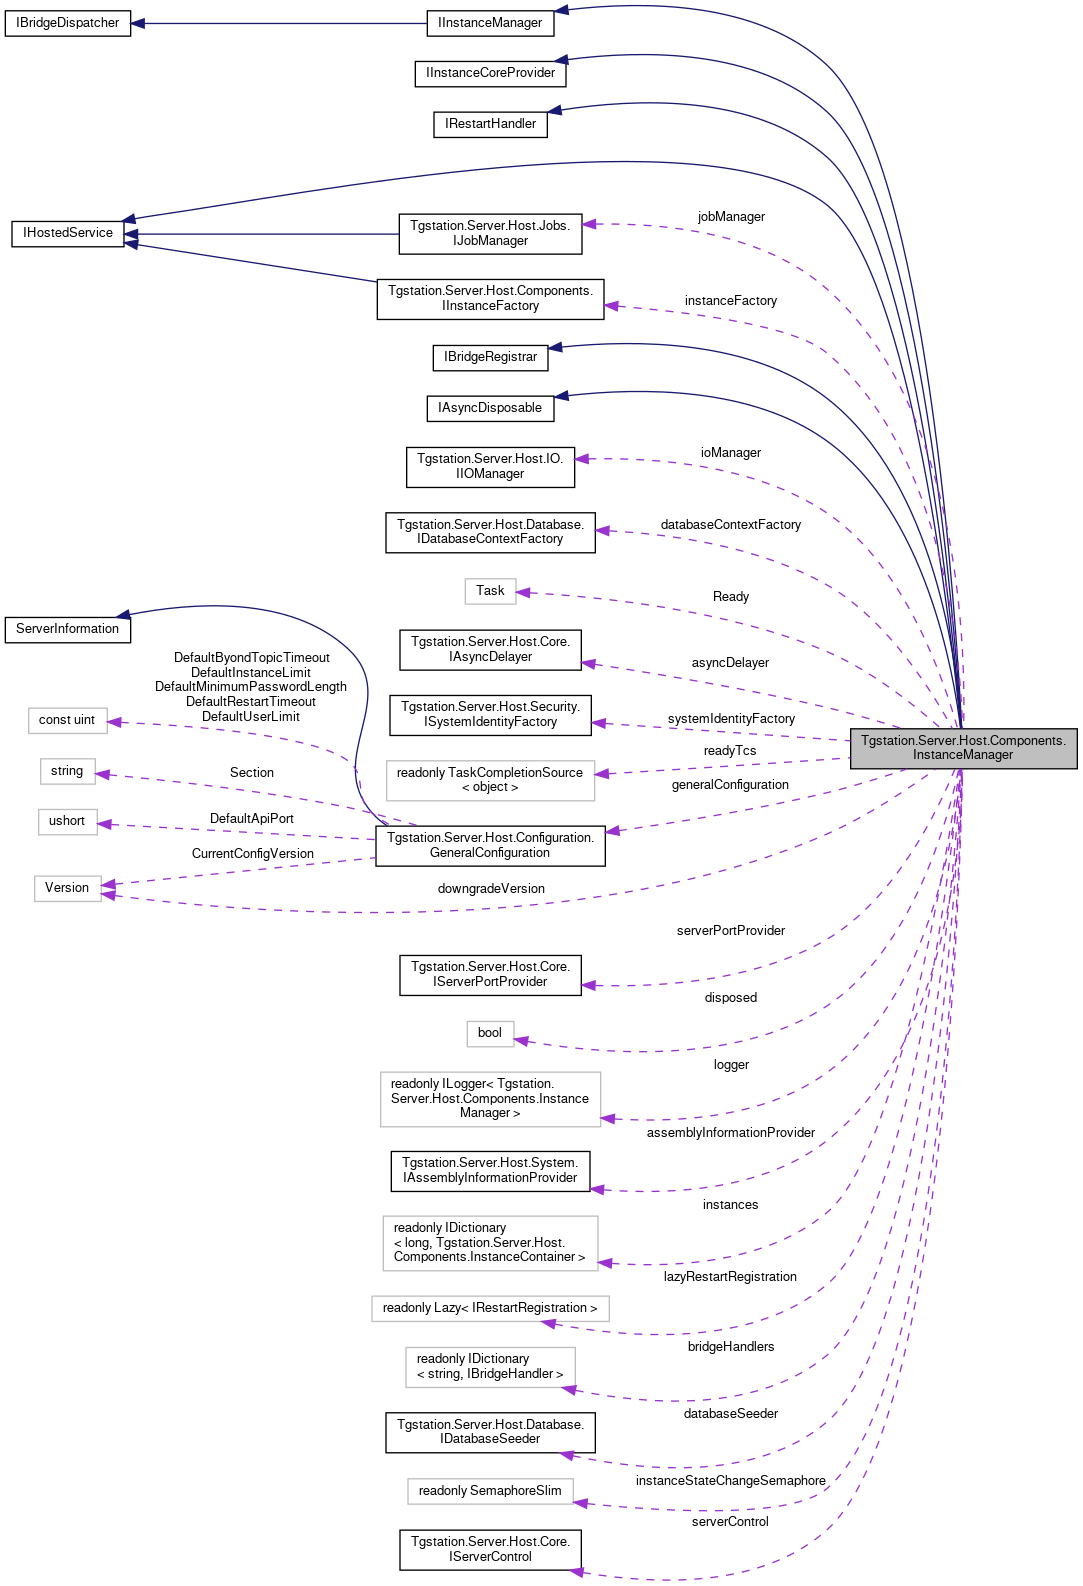 IBridgeDispatcher
IInstanceManager
IInstanceCoreProvider
IRestartHandler
IHostedService
Tgstation.Server.Host.Jobs.
IJobManager
jobManager
Tgstation.Server.Host.Components.
IInstanceFactory
instanceFactory
IBridgeRegistrar
IAsyncDisposable
Tgstation.Server.Host.IO.
IIOManager
ioManager
Tgstation.Server.Host.Database.
IDatabaseContextFactory
databaseContextFactory
Task
Ready
ServerInformation
Tgstation.Server.Host.Core.
IAsyncDelayer
asyncDelayer
DefaultByondTopicTimeout
DefaultInstanceLimit
DefaultMinimumPasswordLength
DefaultRestartTimeout
DefaultUserLimit
const uint
Tgstation.Server.Host.Security.
ISystemIdentityFactory
systemIdentityFactory
Tgstation.Server.Host.Components.
InstanceManager
string
Section
readonly TaskCompletionSource
< object >
readyTcs
generalConfiguration
ushort
DefaultApiPort
Tgstation.Server.Host.Configuration.
GeneralConfiguration
CurrentConfigVersion
Version
downgradeVersion
serverPortProvider
Tgstation.Server.Host.Core.
IServerPortProvider
disposed
bool
logger
readonly ILogger< Tgstation.
Server.Host.Components.Instance
Manager >
assemblyInformationProvider
Tgstation.Server.Host.System.
IAssemblyInformationProvider
instances
readonly IDictionary
< long, Tgstation.Server.Host.
Components.InstanceContainer >
lazyRestartRegistration
readonly Lazy< IRestartRegistration >
bridgeHandlers
readonly IDictionary
< string, IBridgeHandler >
databaseSeeder
Tgstation.Server.Host.Database.
IDatabaseSeeder
instanceStateChangeSemaphore
readonly SemaphoreSlim
serverControl
Tgstation.Server.Host.Core.
IServerControl